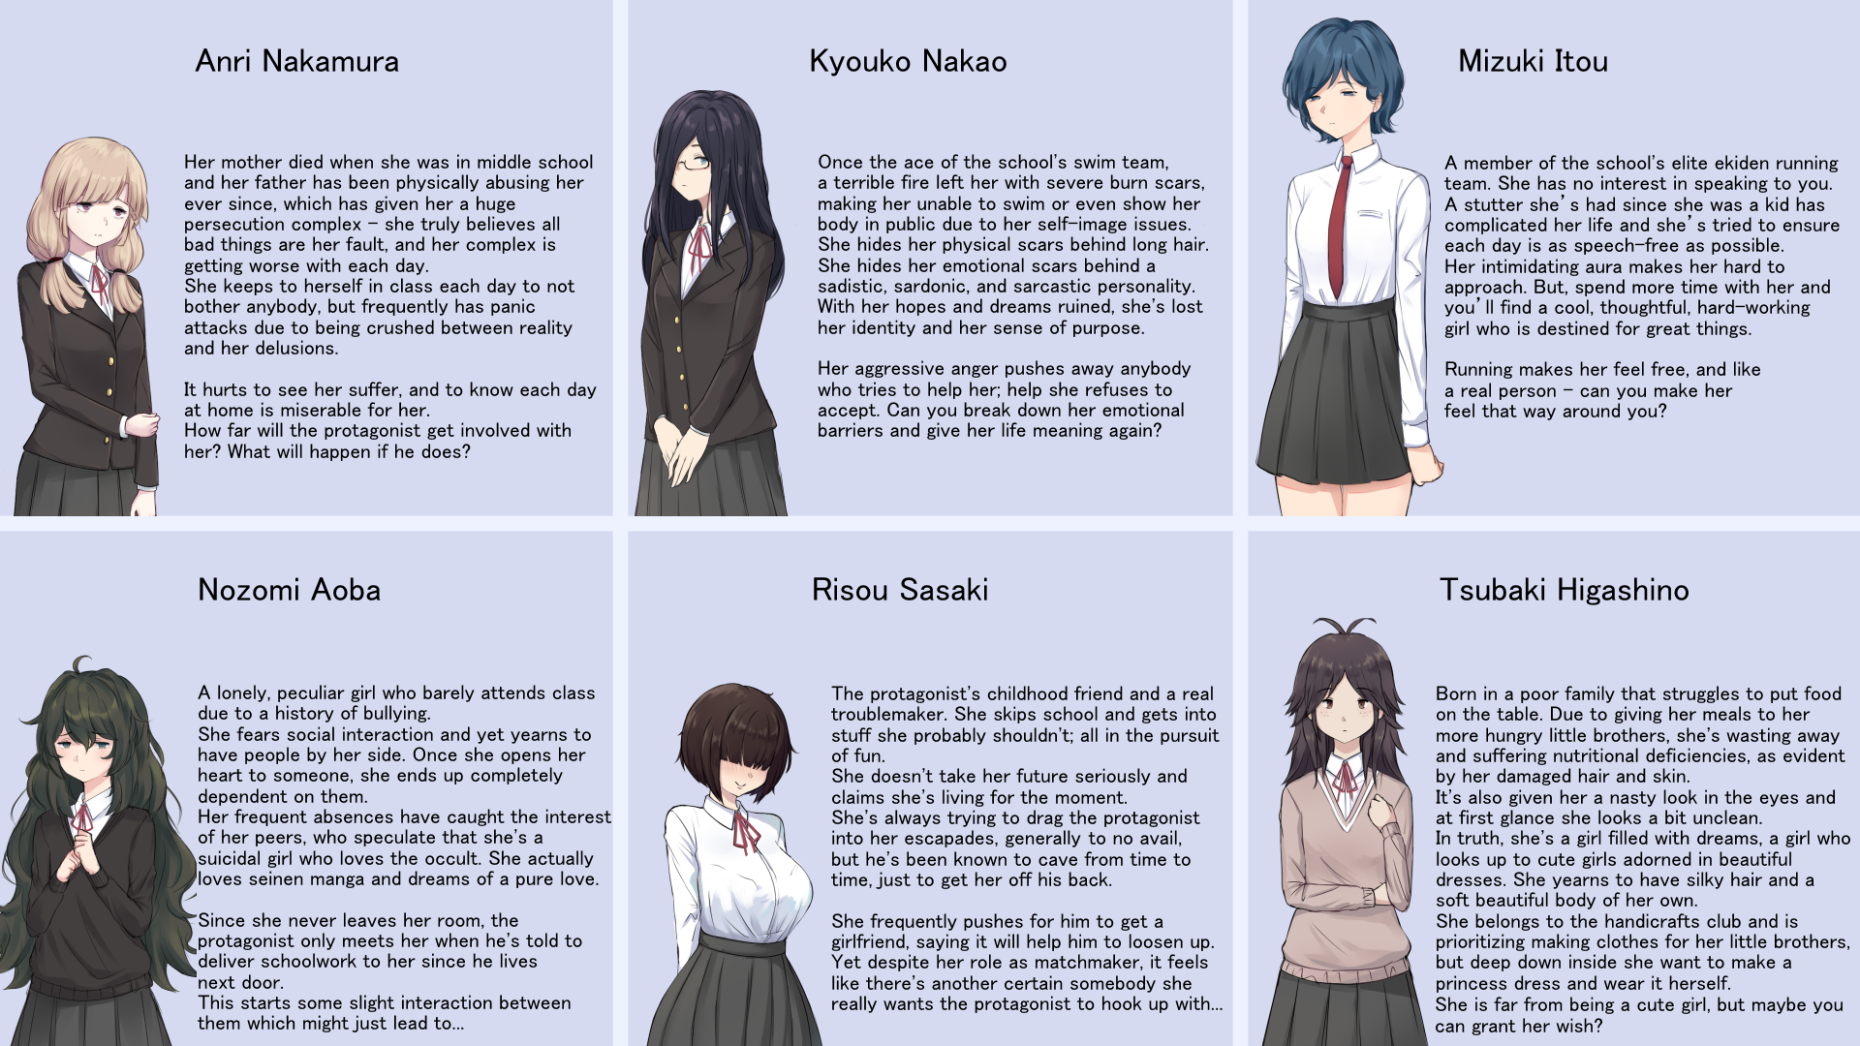 Anri Nakamura
Her mother died when she was in middle school
and her father has been physically abusing her
ever since, which has given her a huge
persecution complex – she truly believes all
bad things are her fault, and her complex is
getting worse with each day.
She keeps to herself in class each day to not
bother anybody, but frequently has panic
attacks due to being crushed between reality
and her delusions.
It hurts to see her suffer, and to know each day
at home is miserable for her.
How far will the protagonist get involved with
her? What will happen if he does?
Kyouko Nakao
Once the ace of the school's swim team,
a terrible fire left her with severe burn scars,
making her unable to swim or even show her
body in public due to her self-image issues.
She hides her physical scars behind long hair.
She hides her emotional scars behind a
sadistic, sardonic, and sarcastic personality.
With her hopes and dreams ruined, she's lost
her identity and her sense of purpose.
Her aggressive anger pushes away anybody
who tries to help her; help she refuses to
accept. Can you break down her emotional
barriers and give her life meaning again?
Mizuki Itou
A member of the school's elite ekiden running
team. She has no interest in speaking to you.
A stutter she’s had since she was a kid has
complicated her life and she’s tried to ensure
each day is as speech-free as possible.
Her intimidating aura makes her hard to
approach. But, spend more time with her and
you’ll find a cool, thoughtful, hard-working
girl who is destined for great things.
Running makes her feel free, and like
a real person – can you make her
feel that way around you?
Nozomi Aoba
A lonely, peculiar girl who barely attends class
due to a history of bullying.
She fears social interaction and yet yearns to
have people by her side. Once she opens her
heart to someone, she ends up completely
dependent on them.
Her frequent absences have caught the interest
of her peers, who speculate that she's a
suicidal girl who loves the occult. She actually
loves seinen manga and dreams of a pure love.
Since she never leaves her room, the
protagonist only meets her when he's told to
deliver schoolwork to her since he lives
next door.
This starts some slight interaction between
them which might just lead to...
Risou Sasaki
The protagonist's childhood friend and a real
troublemaker. She skips school and gets into
stuff she probably shouldn't; all in the pursuit
of fun.
She doesn't take her future seriously and
claims she's living for the moment.
She's always trying to drag the protagonist
into her escapades, generally to no avail,
but he's been known to cave from time to
time, just to get her off his back.
She frequently pushes for him to get a
girlfriend, saying it will help him to loosen up.
Yet despite her role as matchmaker, it feels
like there's another certain somebody she
really wants the protagonist to hook up with...
Tsubaki Higashino
Born in a poor family that struggles to put food
on the table. Due to giving her meals to her
more hungry little brothers, she's wasting away
and suffering nutritional deficiencies, as evident
by her damaged hair and skin.
It's also given her a nasty look in the eyes and
at first glance she looks a bit unclean.
In truth, she's a girl filled with dreams, a girl who
looks up to cute girls adorned in beautiful
dresses. She yearns to have silky hair and a
soft beautiful body of her own.
She belongs to the handicrafts club and is
prioritizing making clothes for her little brothers,
but deep down inside she want to make a
princess dress and wear it herself.
She is far from being a cute girl, but maybe you
can grant her wish?